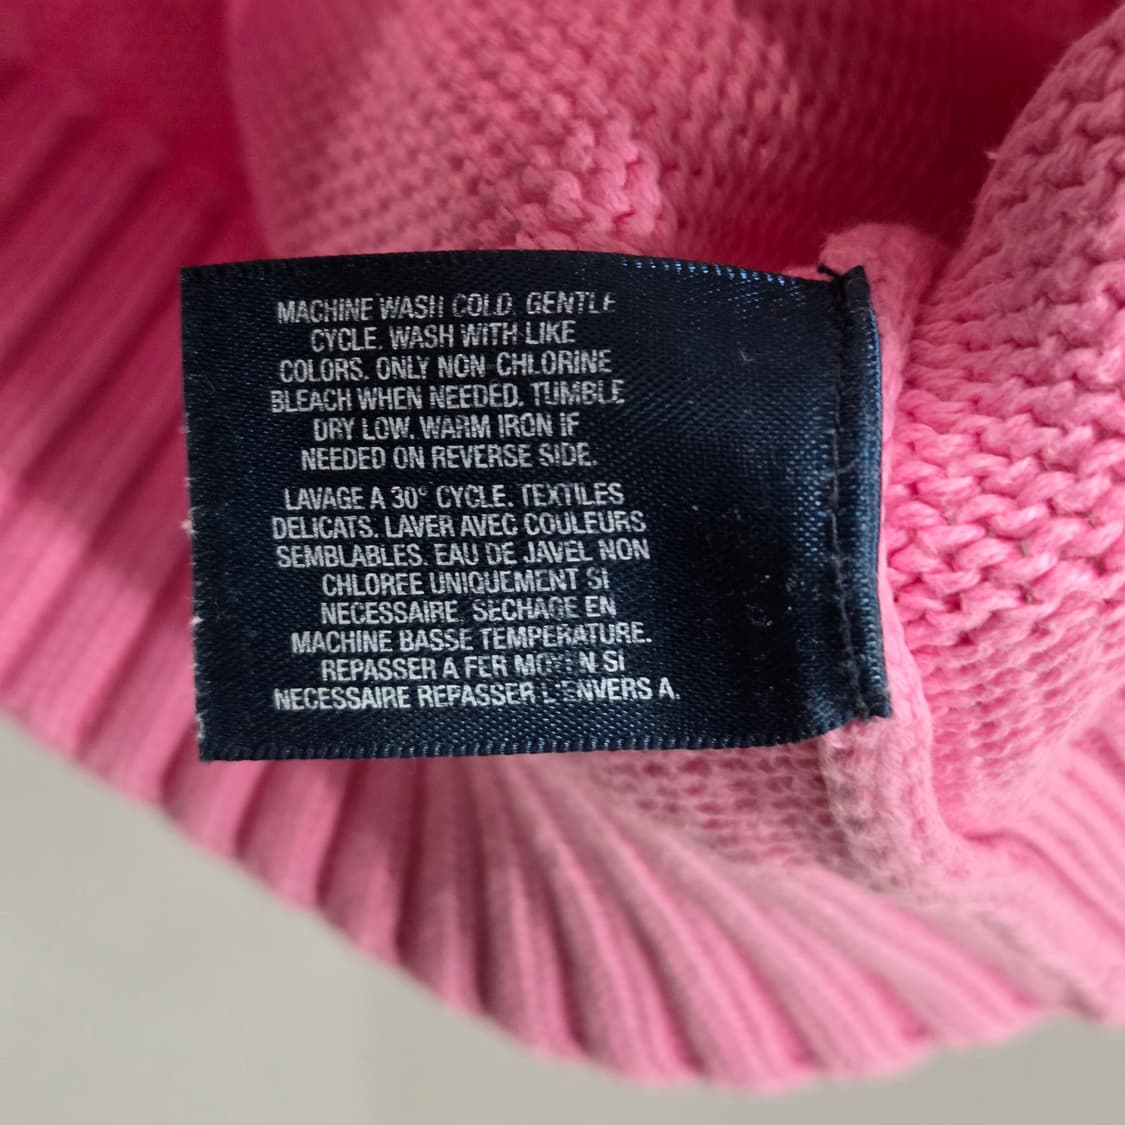 MACHINE WASH COLD. GENTLE
CYCLE. WASH WITH LIKE
COLORS. ONLY NON-CHLORINE
BLEACH WHEN NEEDED. TUMBLE
DRY LOW. WARM IRON IF
NEEDED ON REVERSE SIDE.
LAVAGE A 30° CYCLE. TEXTILES
DELICATS. LAVER AVEC COULEURS
SEMBLABLES. EAU DE JAVEL NON
CHLOREE UNIQUEMENT SI
NECESSAIRE. SECHAGE EN
MACHINE BASSE TEMPERATURE.
REPASSER A FER MOYEN SI
NECESSAIRE REPASSER L'ENVERS A.